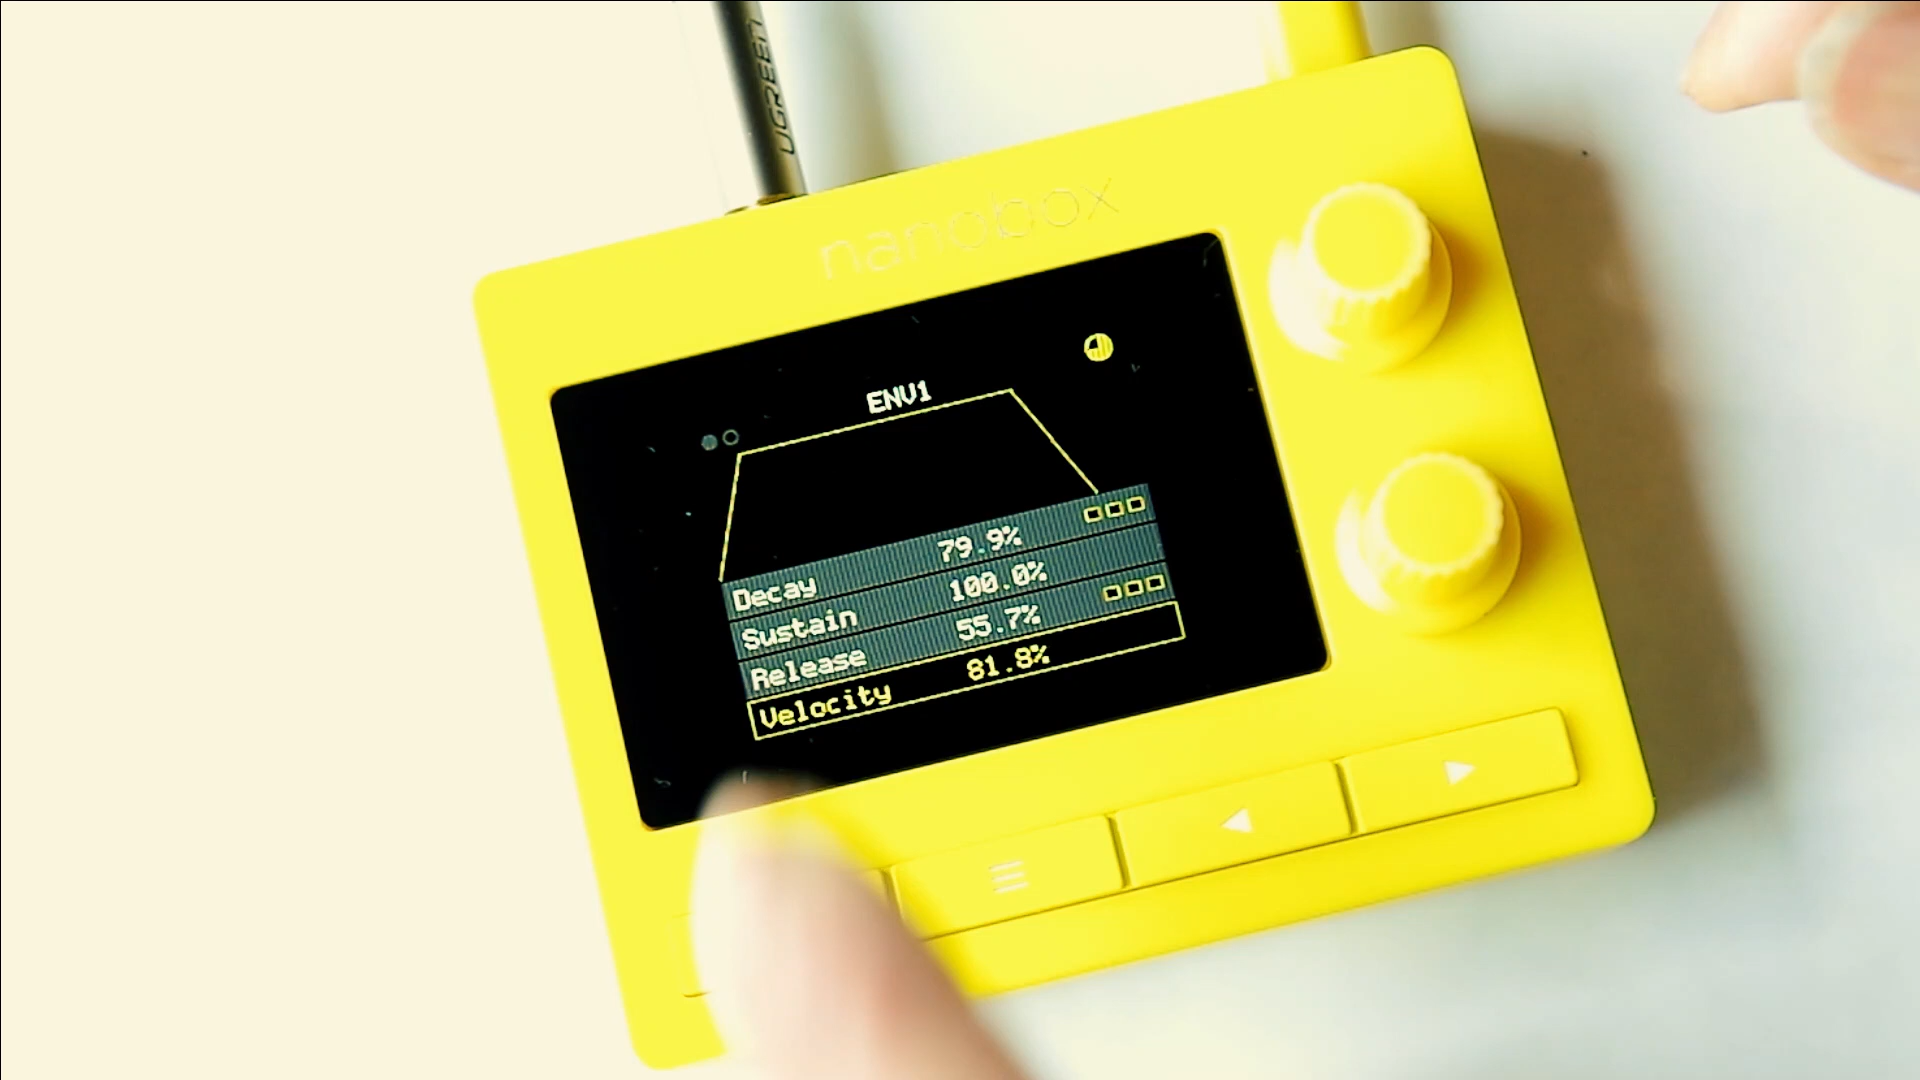 UGREEN
nanobox
ENV1
Decay 79.9%
Sustain 100.0%
Release 55.7%
Velocity 81.8%